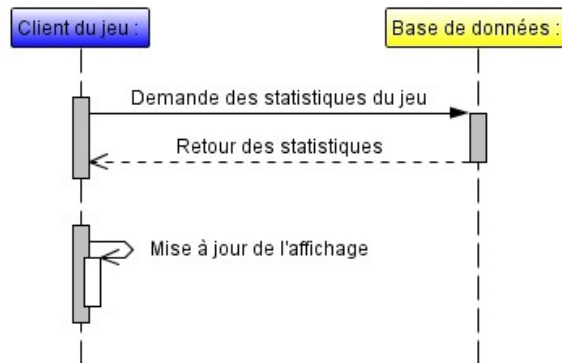 Client du jeu :
Base de données :
Demande des statistiques du jeu
Retour des statistiques
Mise à jour de l'affichage